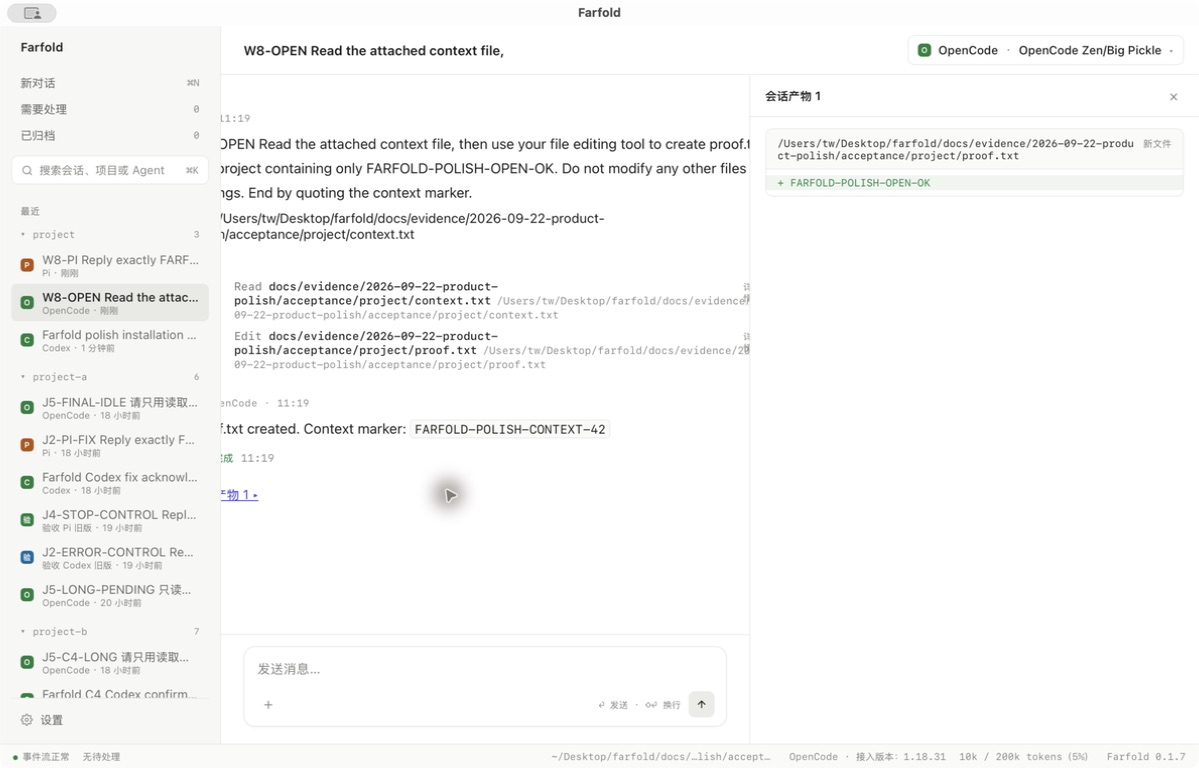 Farfold
Farfold
新对话 ⌘N
需要处理 0
已归档 0
搜索会话、项目或 Agent ⌘K
最近
project 3
P W8-PI Reply exactly FARF...
Pi · 刚刚
O W8-OPEN Read the attac...
OpenCode · 刚刚
C Farfold polish installation ...
Codex · 1 分钟前
project-a 6
O J5-FINAL-IDLE 请只用读取...
OpenCode · 18 小时前
P J2-PI-FIX Reply exactly F...
Pi · 18 小时前
C Farfold Codex fix acknowl...
Codex · 18 小时前
验 J4-STOP-CONTROL Repl...
验收 Pi 旧版 · 19 小时前
验 J2-ERROR-CONTROL Re...
验收 Codex 旧版 · 19 小时前
O J5-LONG-PENDING 只读...
OpenCode · 20 小时前
project-b 7
O J5-C4-LONG 请只用读取...
OpenCode · 18 小时前
Farfold C4 Codex confirm...
设置
W8-OPEN Read the attached context file,
O OpenCode · OpenCode Zen/Big Pickle
11:19
OPEN Read the attached context file, then use your file editing tool to create proof.t
project containing only FARFOLD-POLISH-OPEN-OK. Do not modify any other files
ngs. End by quoting the context marker.
/Users/tw/Desktop/farfold/docs/evidence/2026-09-22-product-
/acceptance/project/context.txt
Read docs/evidence/2026-09-22-product-
polish/acceptance/project/context.txt /Users/tw/Desktop/farfold/docs/evidence/
09-22-product-polish/acceptance/project/context.txt
Edit docs/evidence/2026-09-22-product-
polish/acceptance/project/proof.txt /Users/tw/Desktop/farfold/docs/evidence/20
09-22-product-polish/acceptance/project/proof.txt
enCode · 11:19
f.txt created. Context marker: FARFOLD-POLISH-CONTEXT-42
成 11:19
产物 1 ▸
发送消息...
+ ↵ 发送 · 换行
会话产物 1 ×
/Users/tw/Desktop/farfold/docs/evidence/2026-09-22-produ 新文件
ct-polish/acceptance/project/proof.txt
+ FARFOLD-POLISH-OPEN-OK
事件流正常 无待处理 ~/Desktop/farfold/docs/…lish/accept… OpenCode · 接入版本: 1.18.31 10k / 200k tokens (5%) Farfold 0.1.7